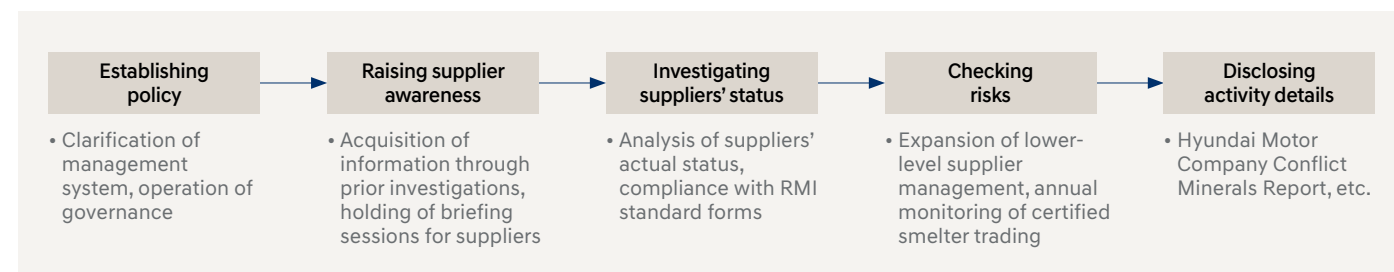 Establishing
policy
Raising supplier
awareness
Investigating
suppliers’ status
Checking
risks
Disclosing
activity details
• Clarification of
management
system, operation of
governance
• Acquisition of
information through
prior investigations,
holding of briefing
sessions for suppliers
• Analysis of suppliers’
actual status,
compliance with RMI
standard forms
• Expansion of lower-
level supplier
management, annual
monitoring of certified
smelter trading
• Hyundai Motor
Company Conflict
Minerals Report, etc.